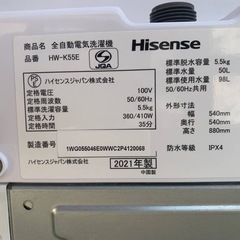 商品名 全自動電気洗濯機
品番 HW-K55E
JQA
Hisense
ハイセンスジャパン株式会社
定格電圧 100V
定格周波数 50/60Hz
標準洗濯容量 5.5kg
定格消費電力 360/410W
定格時間 35分
製造番号
1WG055046E0WWC2P4120068
ハイセンスジャパン株式会社
2021年製
中国製
標準脱水容量 5.5kg
標準水量 50L
標準使用水量 98L
50/60Hz共用
外形寸法
幅 540mm
奥行 540mm
高さ 880mm
防水等級 IPX4